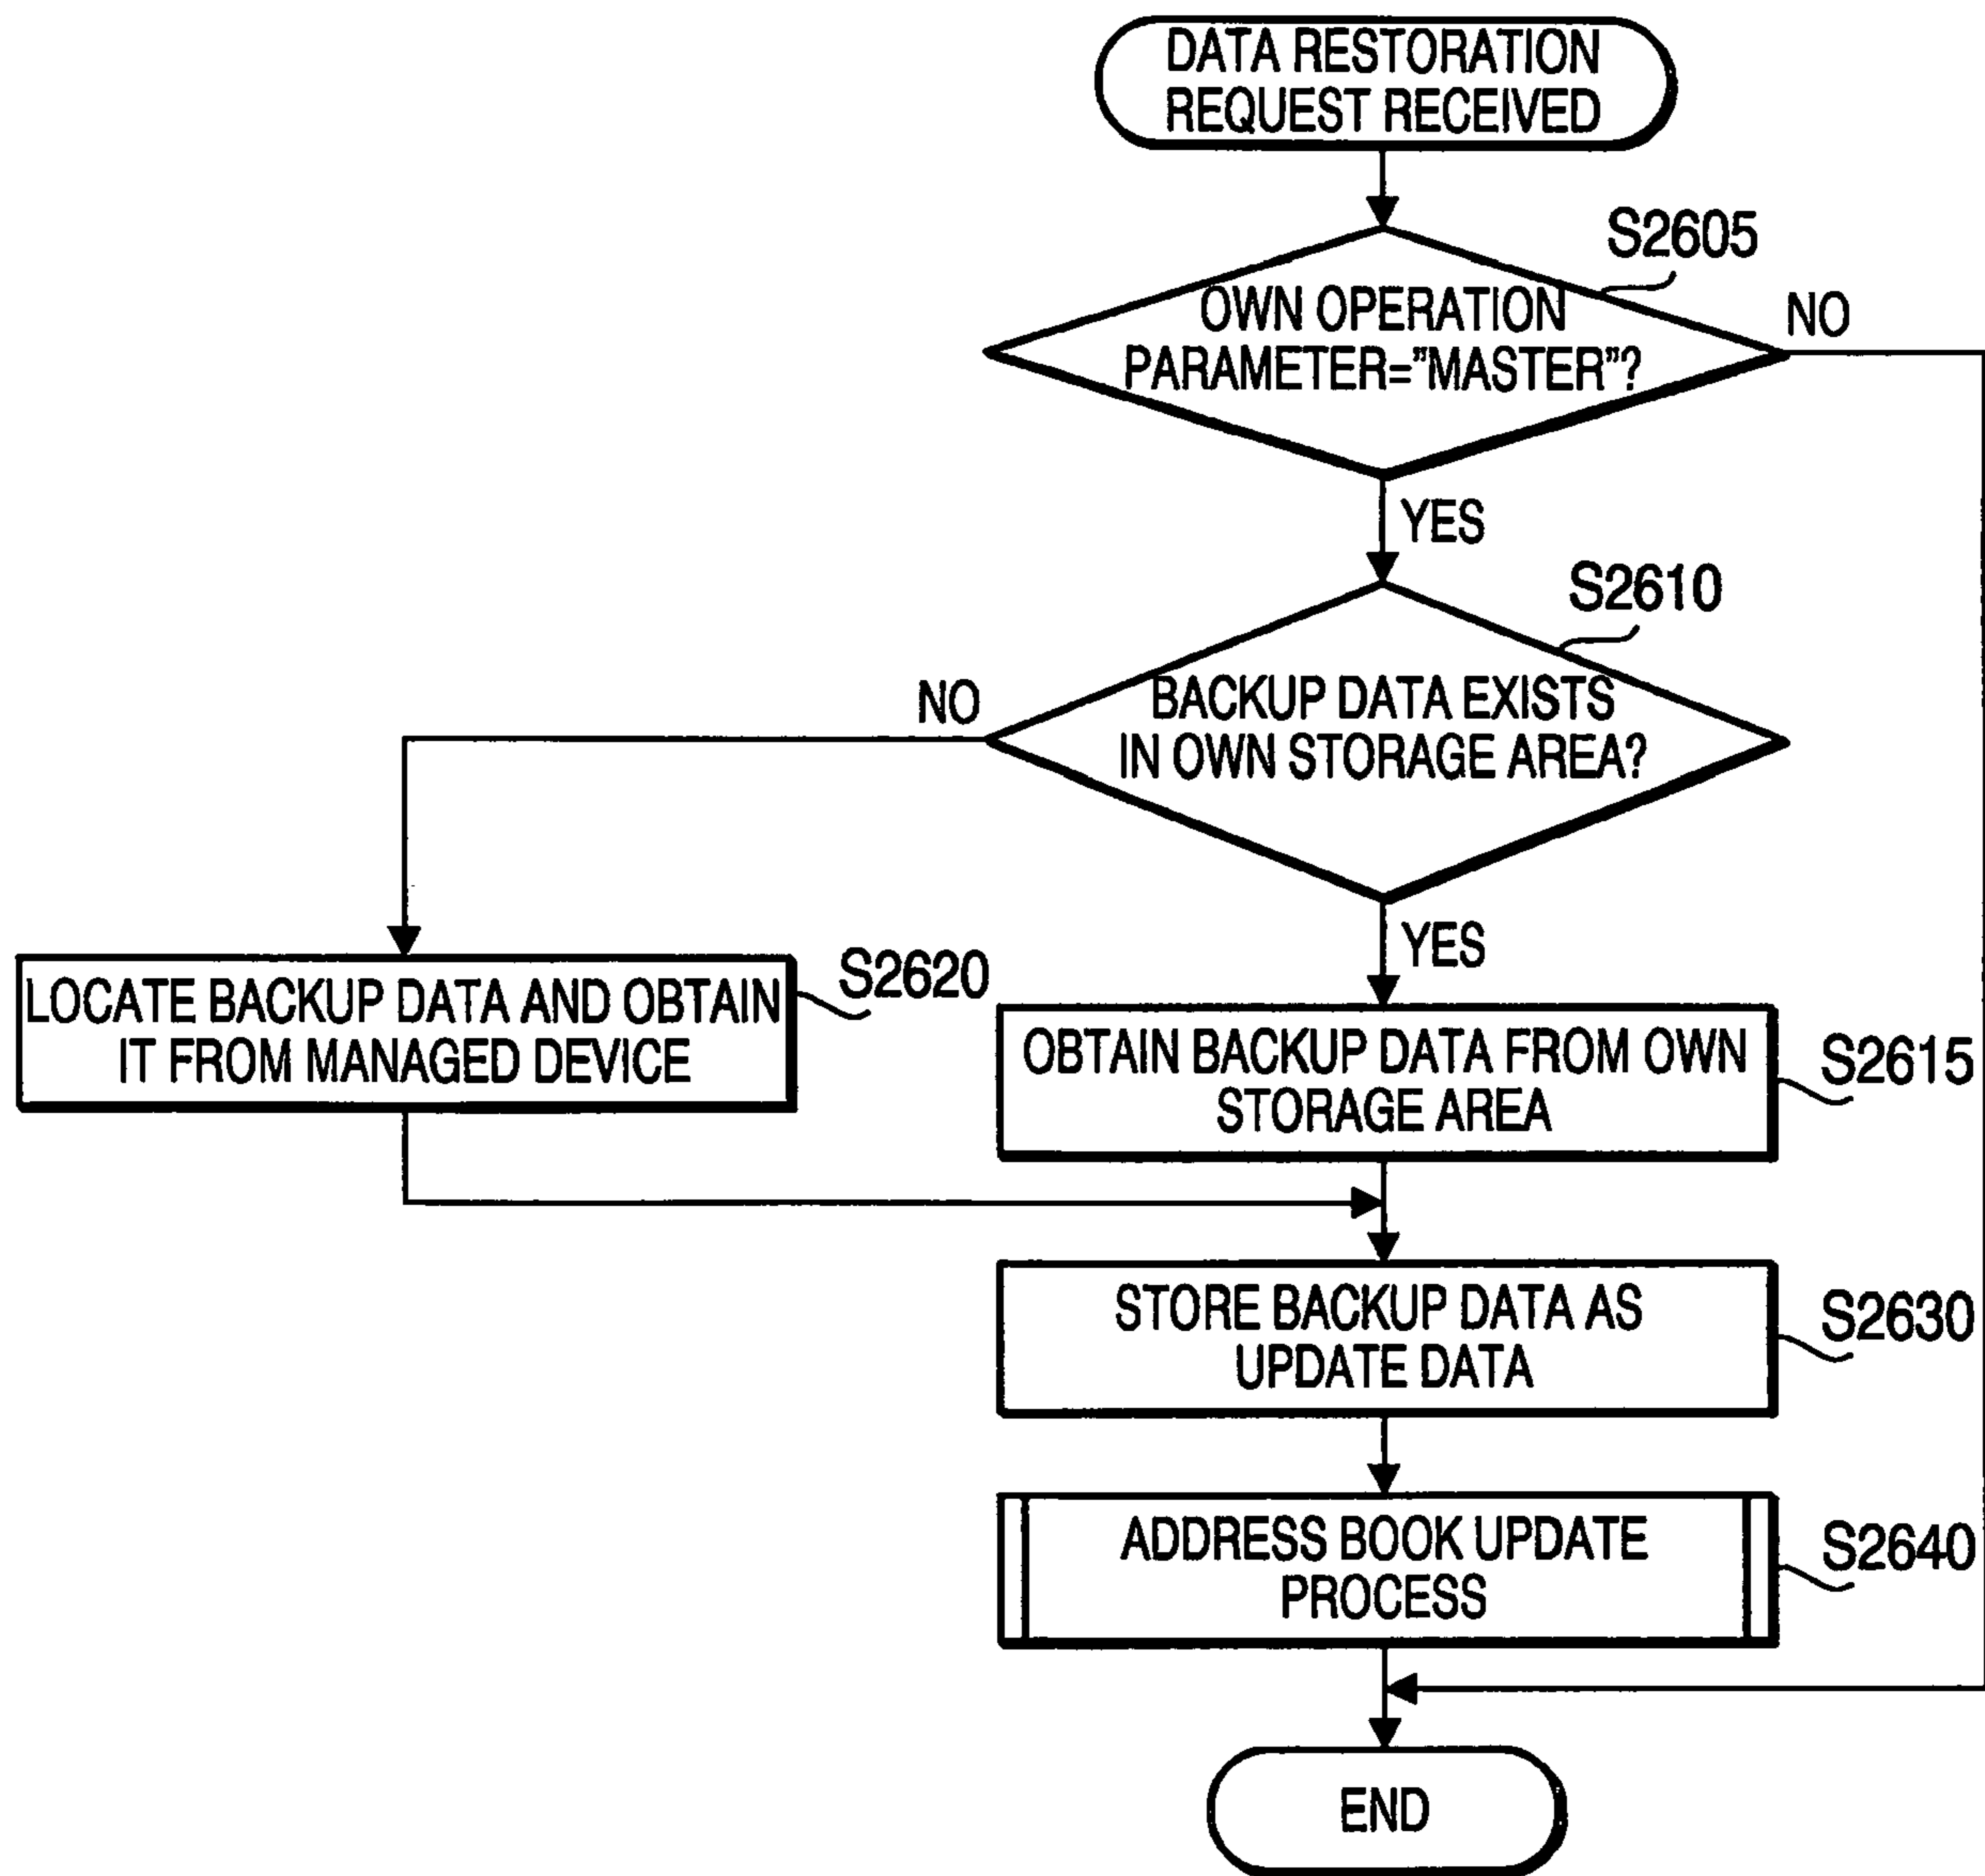 DATA RESTORATION
REQUEST RECEIVED
S2605
OWN OPERATION
PARAMETER="MASTER"?
NO
YES
S2610
BACKUP DATA EXISTS
IN OWN STORAGE AREA?
NO
YES
LOCATE BACKUP DATA AND OBTAIN
IT FROM MANAGED DEVICE
S2620
OBTAIN BACKUP DATA FROM OWN
STORAGE AREA
S2615
STORE BACKUP DATA AS
UPDATE DATA
S2630
ADDRESS BOOK UPDATE
PROCESS
S2640
END